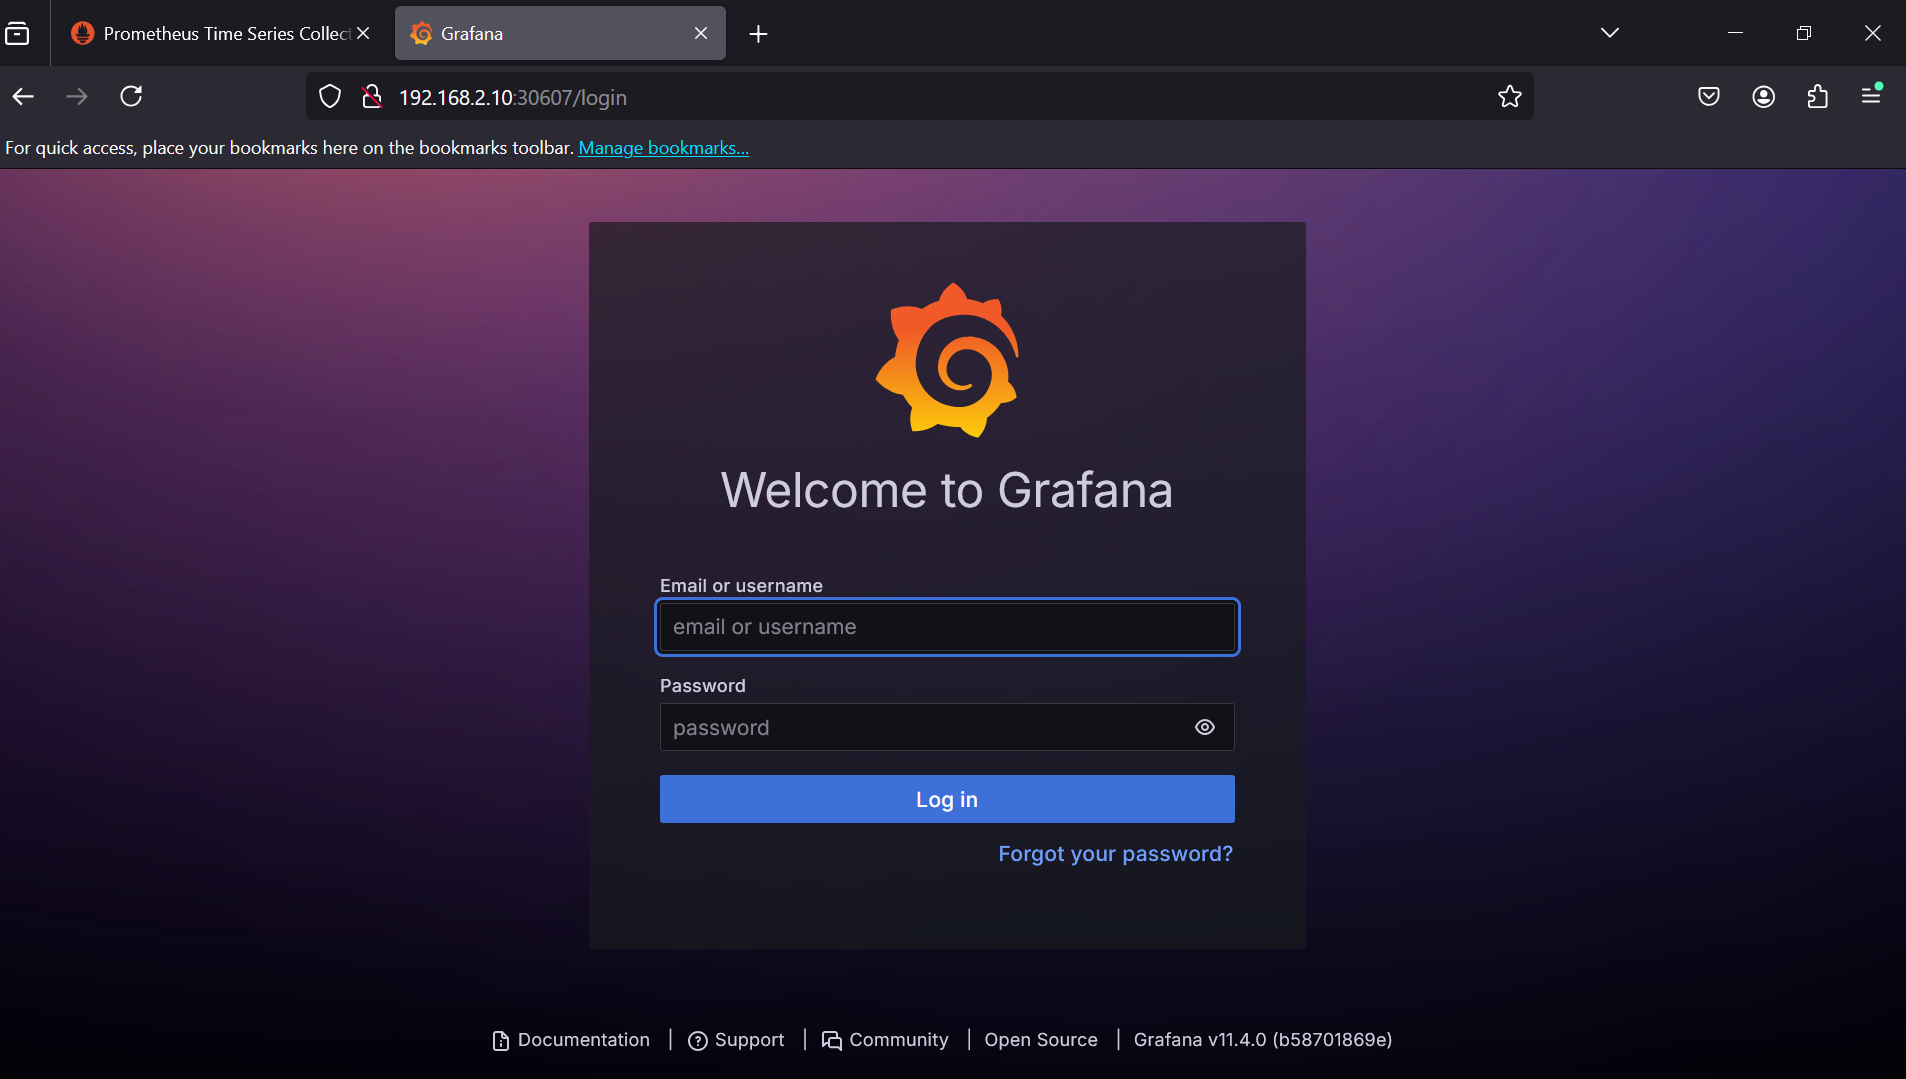 Prometheus Time Series Collect
Grafana
192.168.2.10:30607/login
For quick access, place your bookmarks here on the bookmarks toolbar. Manage bookmarks...
Welcome to Grafana
Email or username
email or username
Password
password
Log in
Forgot your password?
Documentation | Support | Community | Open Source | Grafana v11.4.0 (b58701869e)